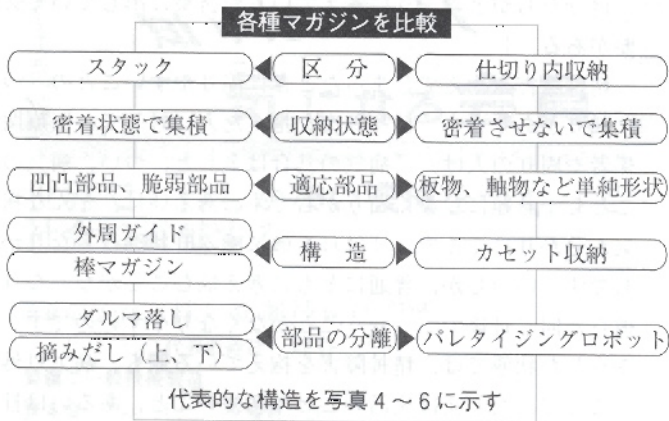 各種マガジンを比較
スタック 区 分 仕切り内収納
密着状態で集積 収納状態 密着させないで集積
凹凸部品、脆弱部品 適応部品 板物、軸物など単純形状
外周ガイド
棒マガジン
構 造 カセット収納
ダルマ落し
摘みだし（上、下）
部品の分離 パレタイジングロボット
代表的な構造を写真４～６に示す